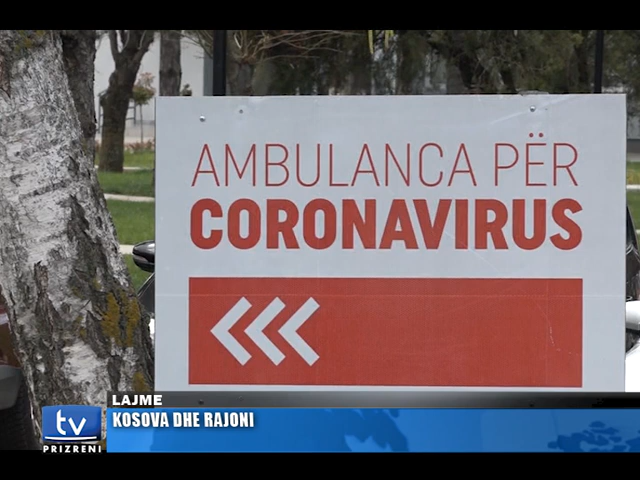 AMBULANCA PËR
CORONAVIRUS
LAJME
KOSOVA DHE RAJONI
tv
PRIZRENI